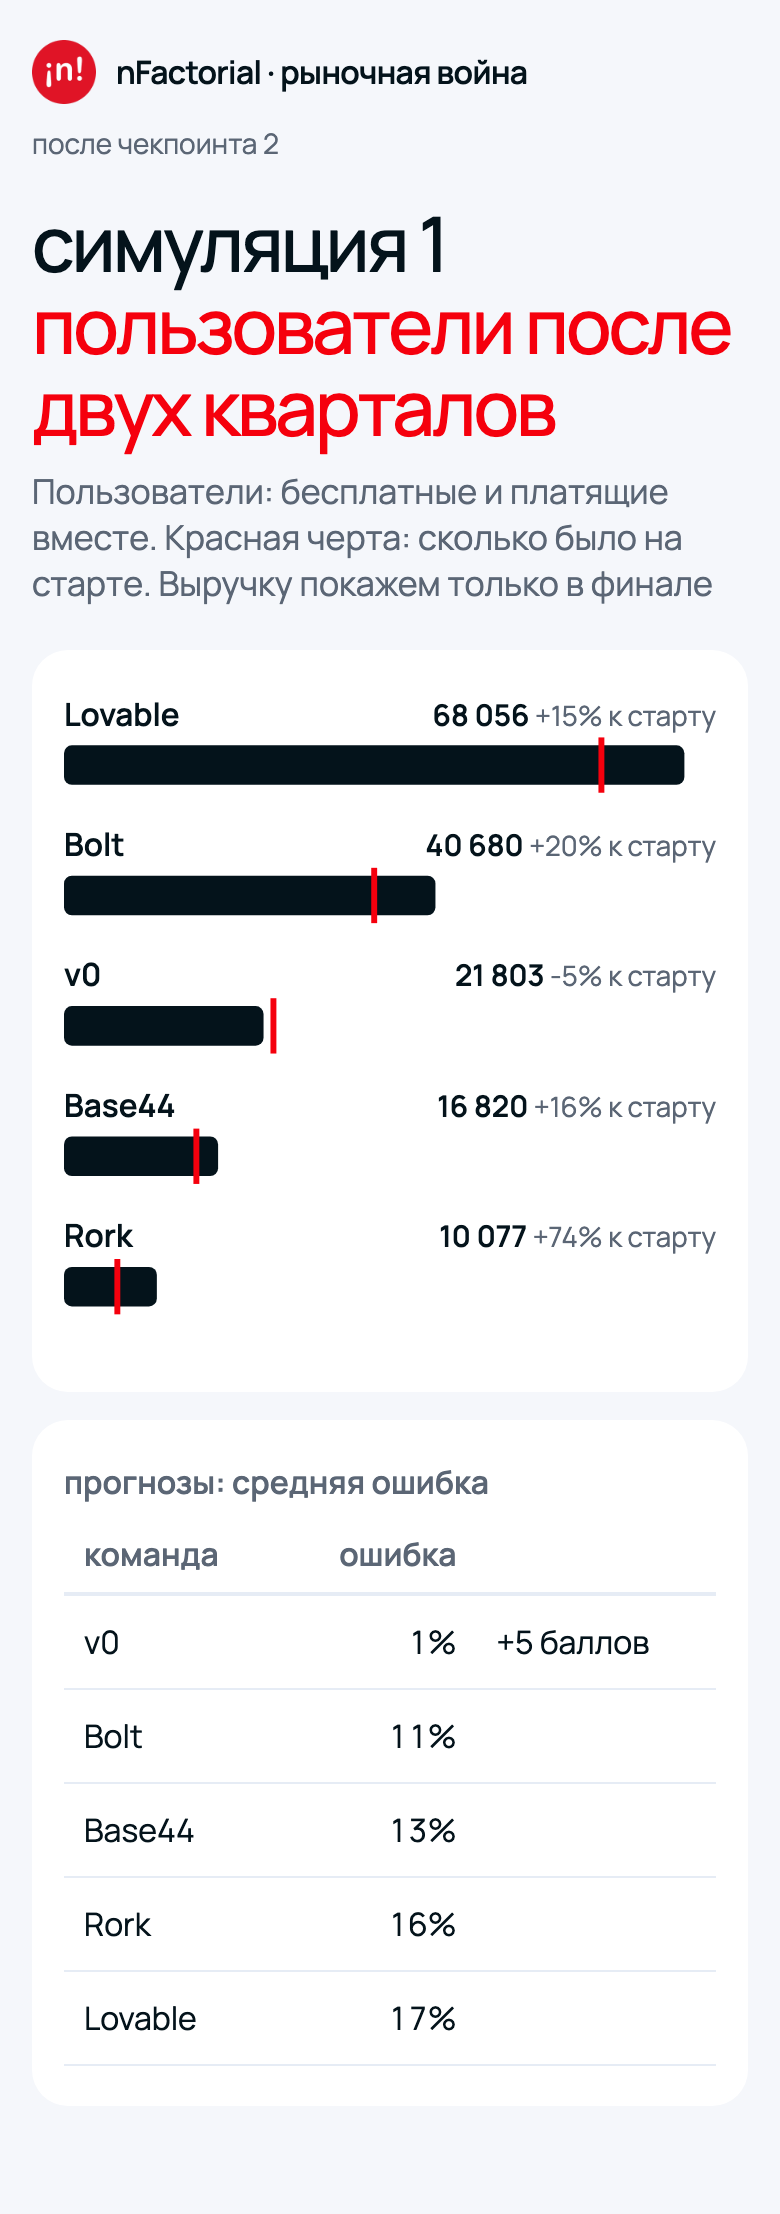 ¡n!
nFactorial · рыночная война
после чекпоинта 2
симуляция 1
пользователи после
двух кварталов
Пользователи: бесплатные и платящие
вместе. Красная черта: сколько было на
старте. Выручку покажем только в финале
Lovable 68 056 +15% к старту
Bolt 40 680 +20% к старту
v0 21 803 -5% к старту
Base44 16 820 +16% к старту
Rork 10 077 +74% к старту
прогнозы: средняя ошибка
команда ошибка
v0 1% +5 баллов
Bolt 11%
Base44 13%
Rork 16%
Lovable 17%